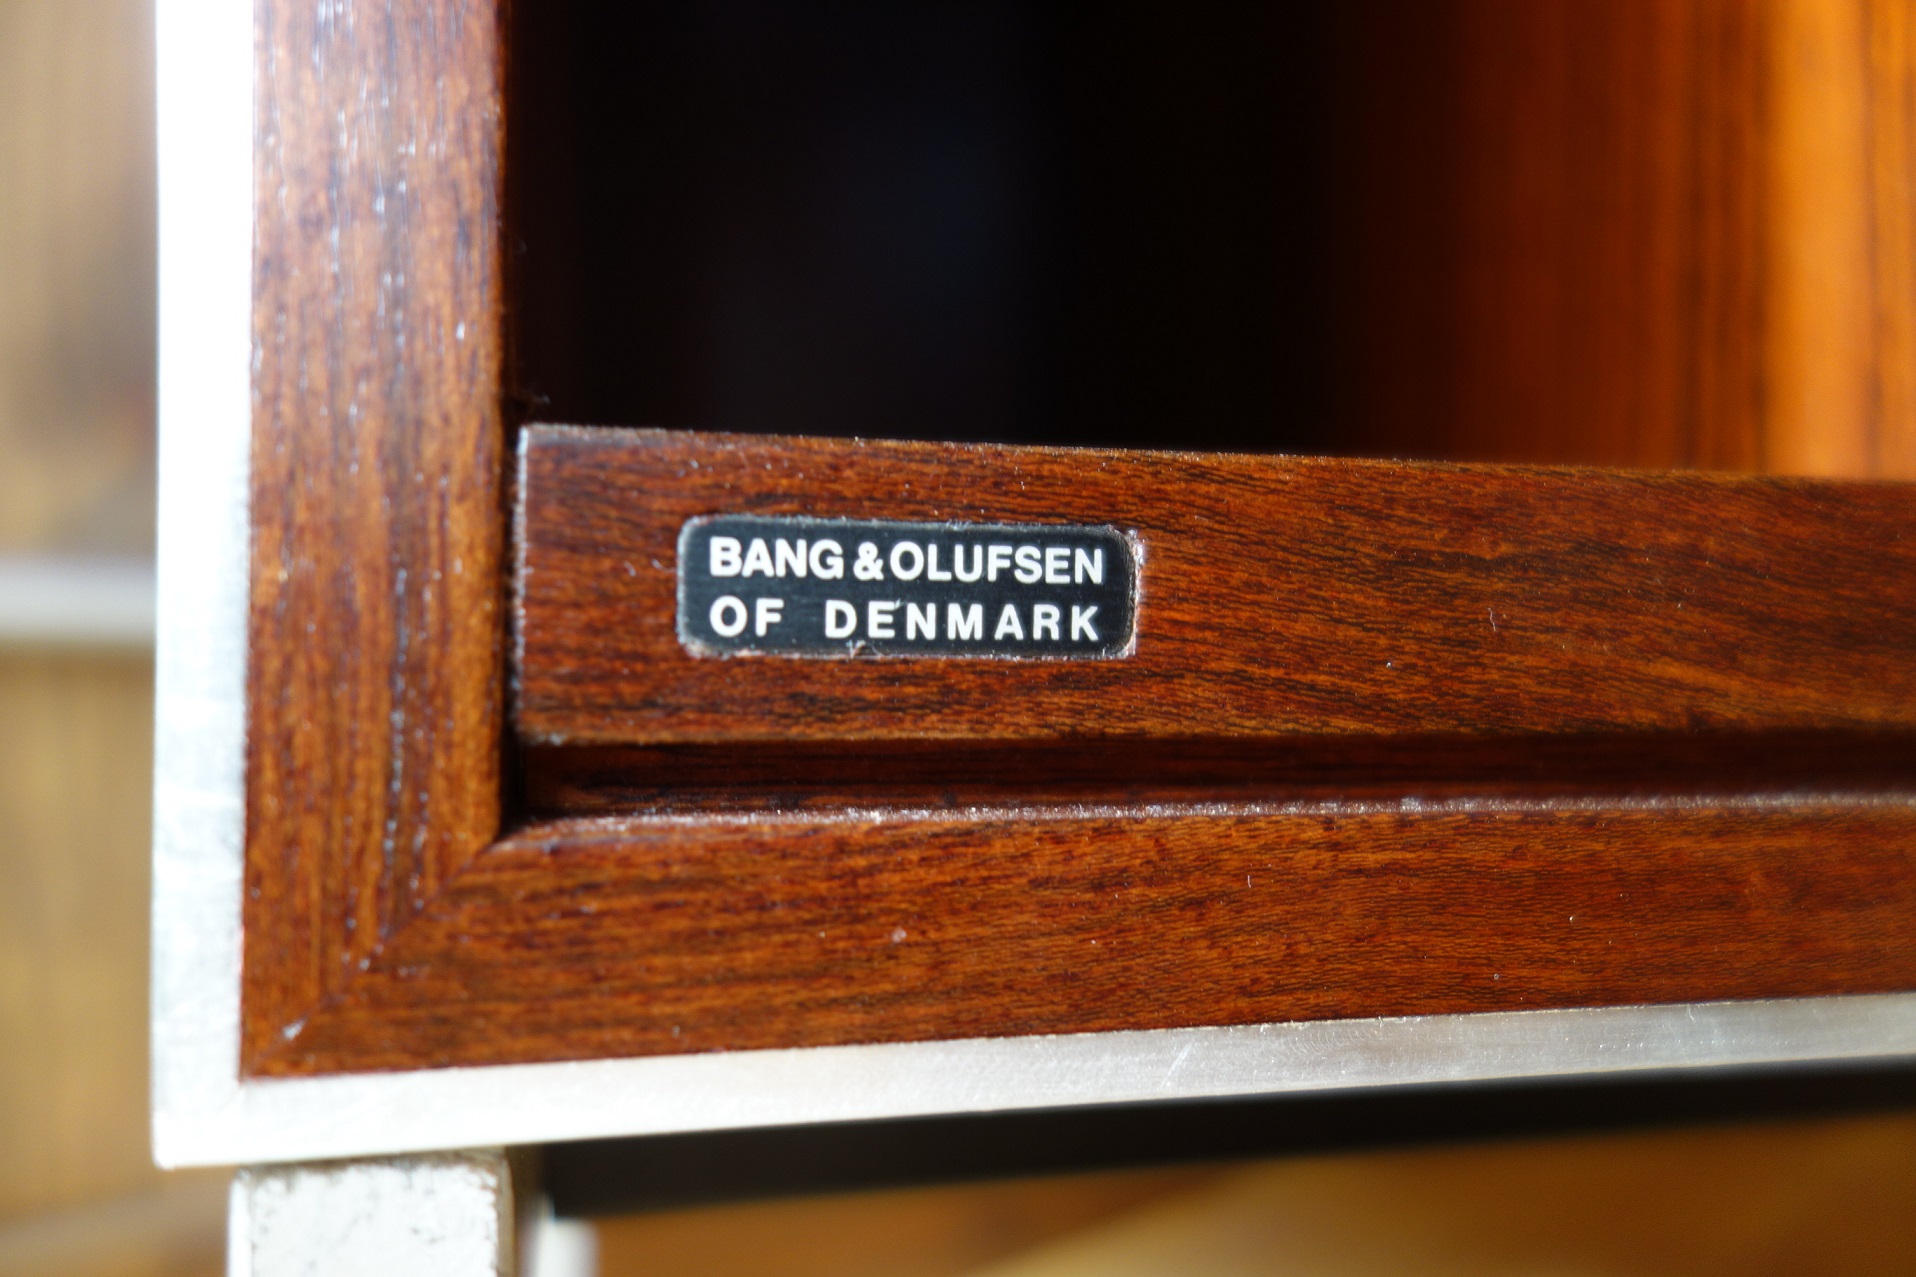 BANG & OLUFSEN
OF DENMARK